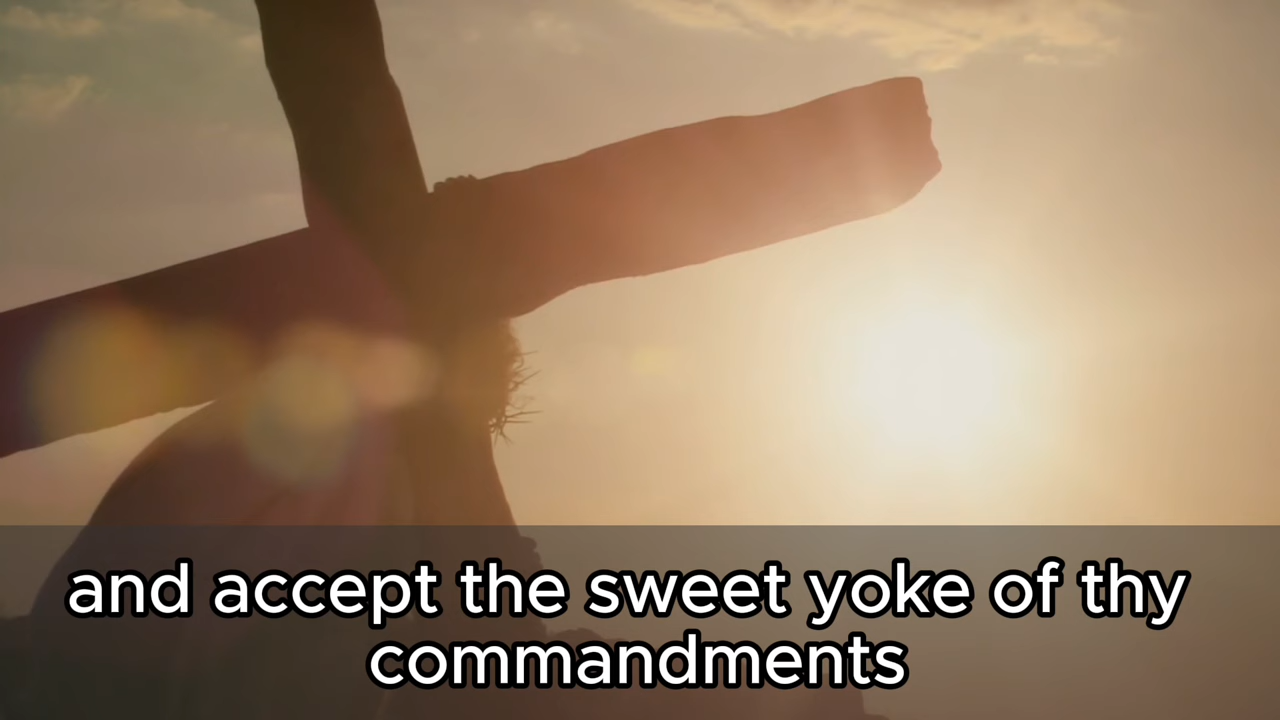 and accept the sweet yoke of thy
commandments